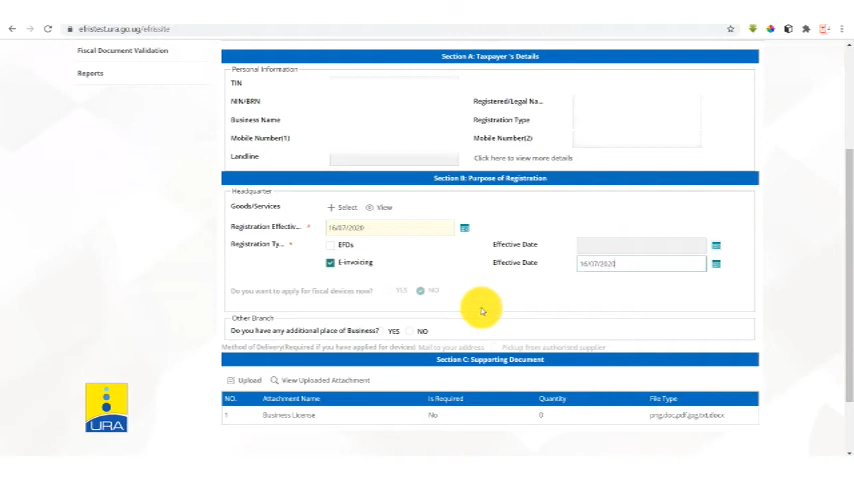 efristest.ura.go.ug/efrissite
Fiscal Document Validation
Reports
Section A: Taxpayer 's Details
Personal Information
TIN
NIN/BRN Registered/Legal Na...
Business Name Registration Type
Mobile Number(1) Mobile Number(2)
Landline Click here to view more details
Section B: Purpose of Registration
Headquarter
Goods/Services + Select View
Registration Effectiv... * 16/07/2020
Registration Ty... * EFDs Effective Date
E-invoicing Effective Date 16/07/2020
Do you want to apply for fiscal devices now? YES NO
Other Branch
Do you have any additional place of Business? YES NO
Method of Delivery(Required if you have applied for devices) Mail to your address Pickup from authorised supplier
Section C: Supporting Document
Upload View Uploaded Attachment
NO. Attachment Name Is Required Quantity File Type
1 Business License No 0 png,doc,pdf,jpg,txt,docx
URA